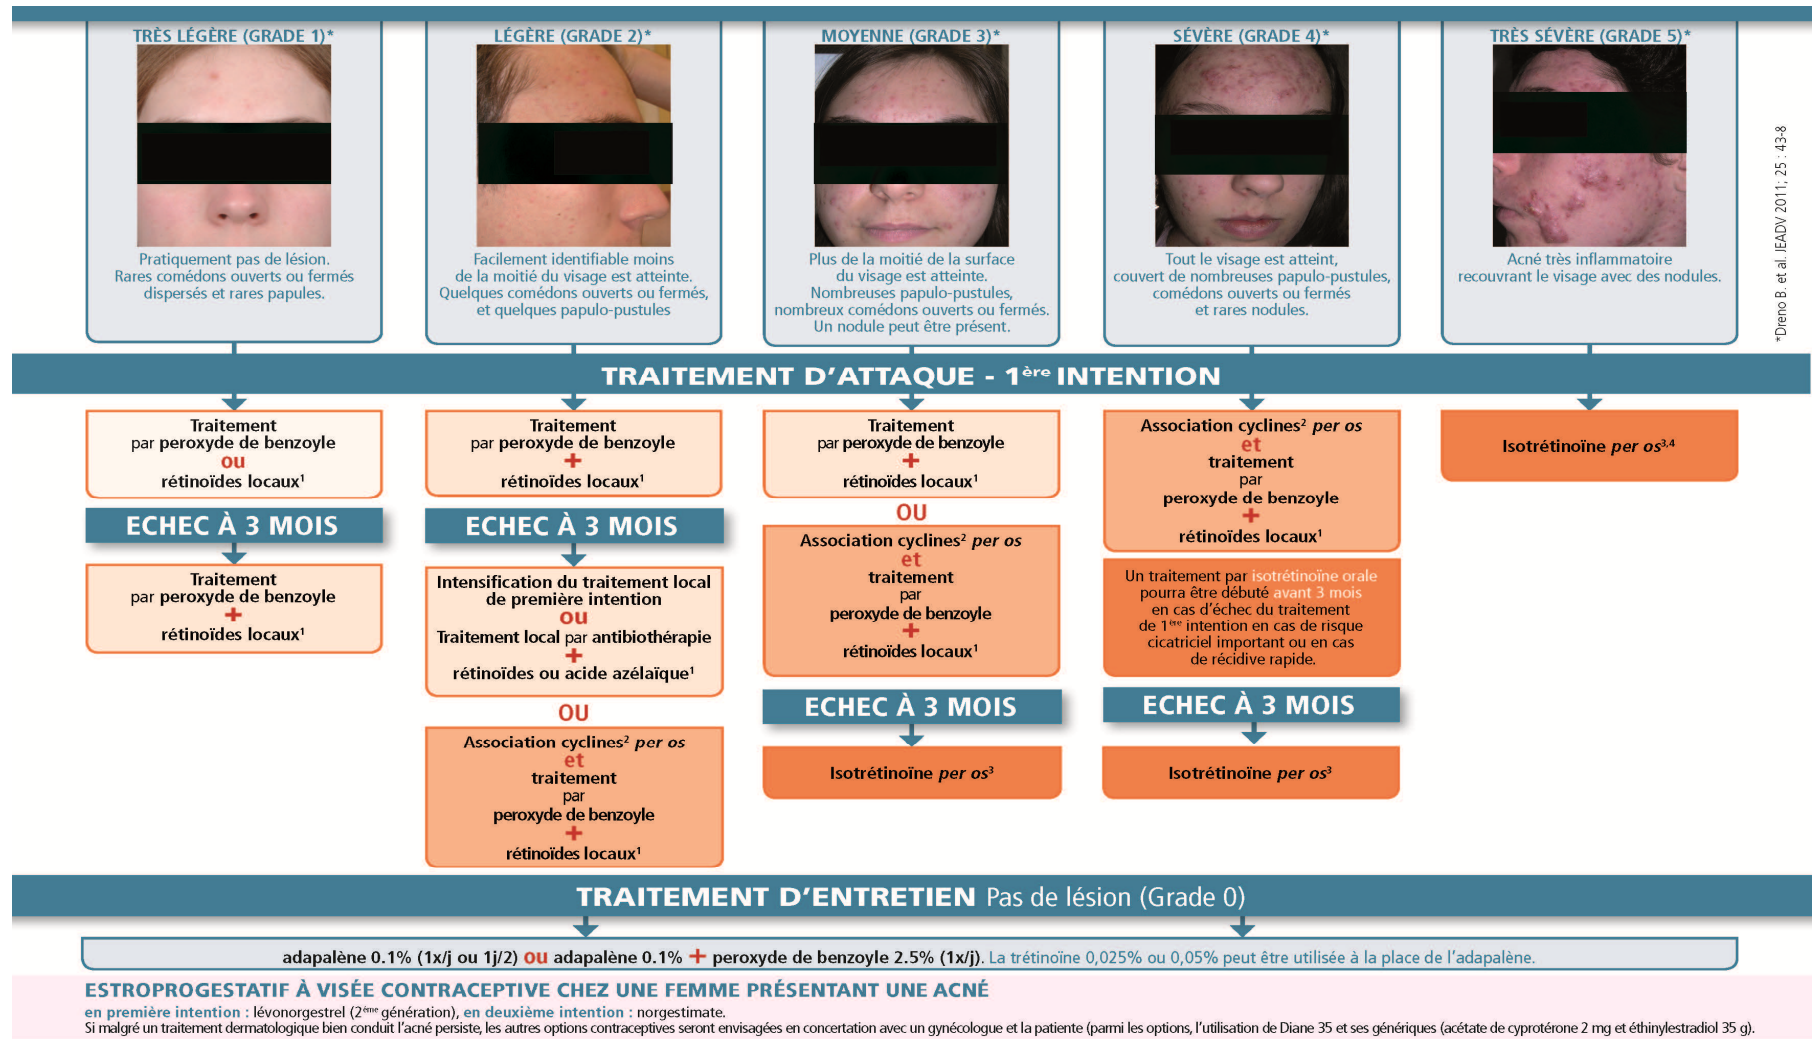 TRÈS LÉGÈRE (GRADE 1)*
Pratiquement pas de lésion.
Rares comédons ouverts ou fermés
dispersés et rares papules.
LÉGÈRE (GRADE 2)*
Facilement identifiable moins
de la moitié du visage est atteinte.
Quelques comédons ouverts ou fermés,
et quelques papulo-pustules
MOYENNE (GRADE 3)*
Plus de la moitié de la surface
du visage est atteinte.
Nombreuses papulo-pustules,
nombreux comédons ouverts ou fermés.
Un nodule peut être présent.
SÉVÈRE (GRADE 4)*
Tout le visage est atteint,
couvert de nombreuses papulo-pustules,
comédons ouverts ou fermés
et rares nodules.
TRÈS SÉVÈRE (GRADE 5)*
Acné très inflammatoire
recouvrant le visage avec des nodules.
*Dreno B. et al. JEADV 2011; 25 : 43-8
TRAITEMENT D'ATTAQUE - 1ère INTENTION
Traitement
par peroxyde de benzoyle
ou
rétinoïdes locaux¹
ECHEC À 3 MOIS
Traitement
par peroxyde de benzoyle
+
rétinoïdes locaux¹
Traitement
par peroxyde de benzoyle
+
rétinoïdes locaux¹
ECHEC À 3 MOIS
Intensification du traitement local
de première intention
ou
Traitement local par antibiothérapie
+
rétinoïdes ou acide azélaïque¹
OU
Association cyclines² per os
et
traitement
par
peroxyde de benzoyle
+
rétinoïdes locaux¹
Traitement
par peroxyde de benzoyle
+
rétinoïdes locaux¹
OU
Association cyclines² per os
et
traitement
par
peroxyde de benzoyle
+
rétinoïdes locaux¹
ECHEC À 3 MOIS
Isotrétinoïne per os³
Association cyclines² per os
et
traitement
par
peroxyde de benzoyle
+
rétinoïdes locaux¹
Un traitement par isotrétinoïne orale
pourra être débuté avant 3 mois
en cas d'échec du traitement
de 1ère intention en cas de risque
cicatriciel important ou en cas
de récidive rapide.
ECHEC À 3 MOIS
Isotrétinoïne per os³
Isotrétinoïne per os³,⁴
TRAITEMENT D'ENTRETIEN Pas de lésion (Grade 0)
adapalène 0.1% (1x/j ou 1j/2) ou adapalène 0.1% + peroxyde de benzoyle 2.5% (1x/j). La trétinoïne 0,025% ou 0,05% peut être utilisée à la place de l'adapalène.
ESTROPROGESTATIF À VISÉE CONTRACEPTIVE CHEZ UNE FEMME PRÉSENTANT UNE ACNÉ
en première intention : lévonorgestrel (2ème génération), en deuxième intention : norgestimate.
Si malgré un traitement dermatologique bien conduit l'acné persiste, les autres options contraceptives seront envisagées en concertation avec un gynécologue et la patiente (parmi les options, l'utilisation de Diane 35 et ses génériques (acétate de cyprotérone 2 mg et éthinylestradiol 35 g).